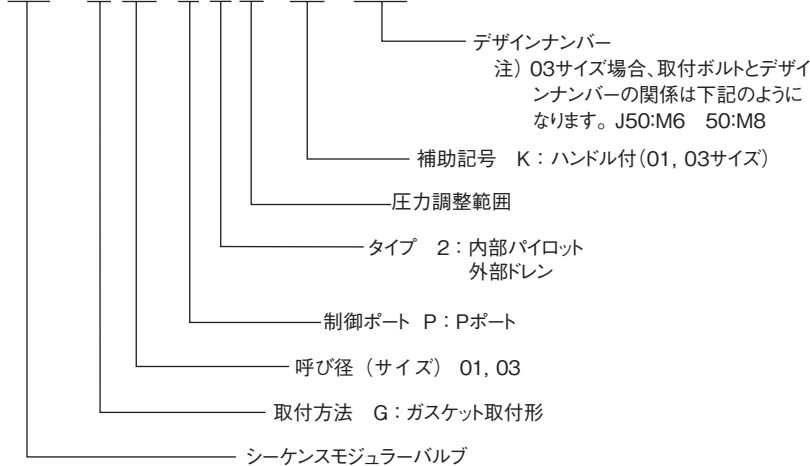 デザインナンバー
注) 03サイズ場合、取付ボルトとデザイ
ンナンバーの関係は下記のように
なります。J50:M6 50:M8
補助記号 K:ハンドル付(01, 03サイズ)
圧力調整範囲
タイプ 2:内部パイロット
外部ドレン
制御ポート P:Pポート
呼び径(サイズ) 01, 03
取付方法 G:ガスケット取付形
シーケンスモジュラーバルブ